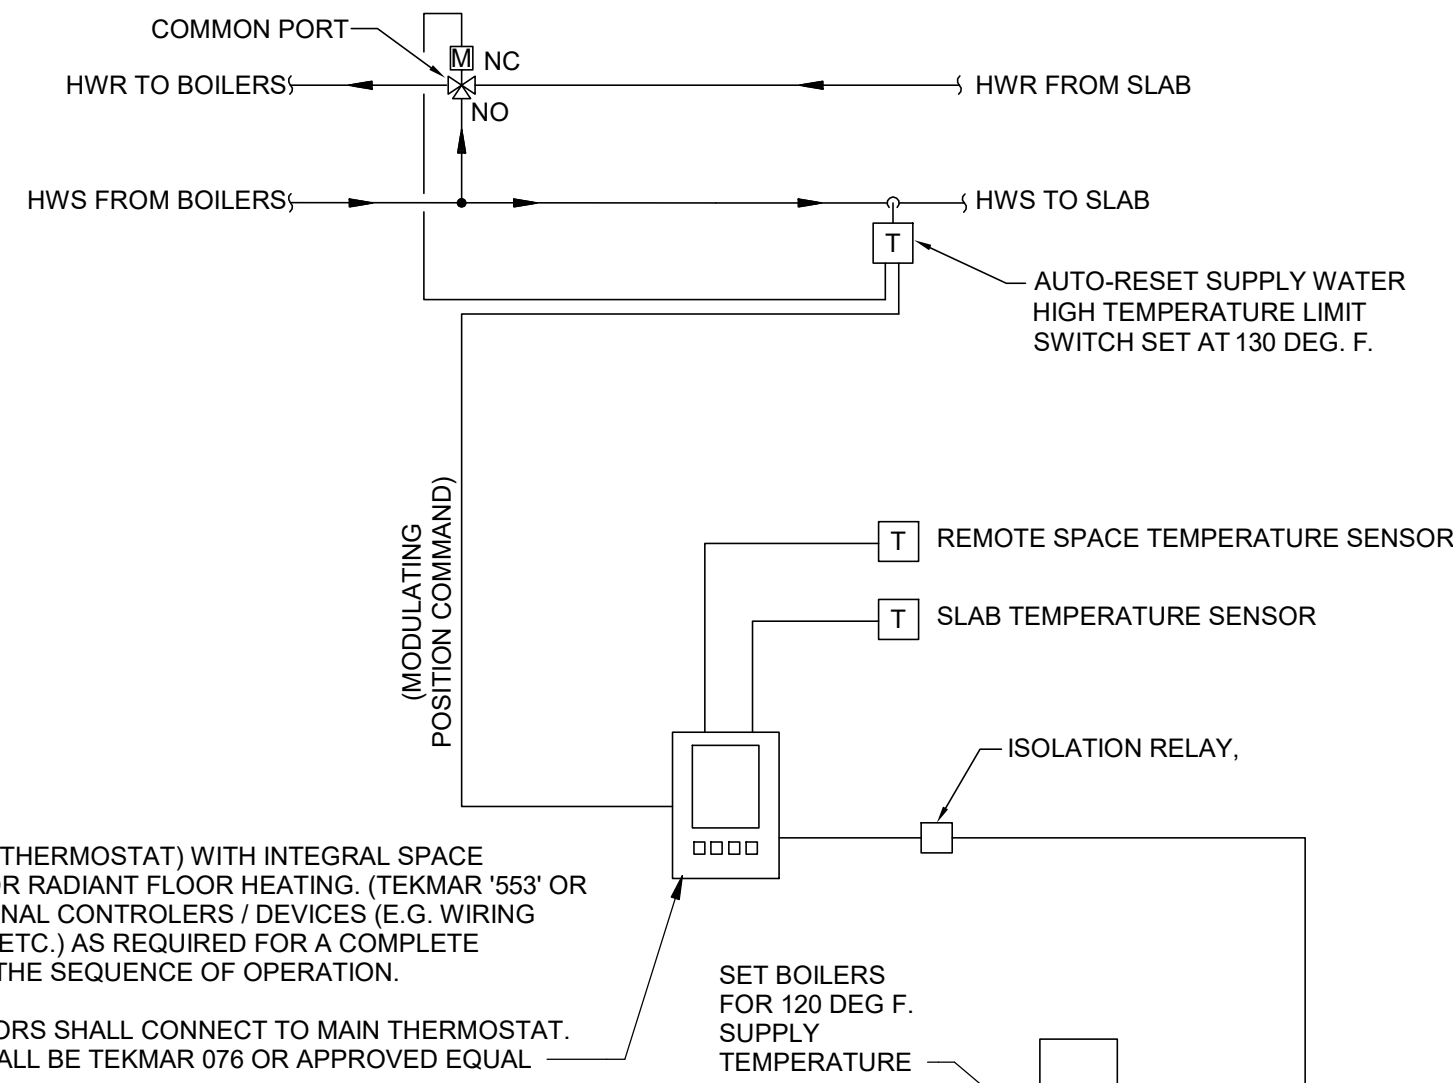 COMMON PORT
M
NC
HWR TO BOILERS
HWR FROM SLAB
NO
HWS FROM BOILERS
HWS TO SLAB
T
AUTO-RESET SUPPLY WATER
HIGH TEMPERATURE LIMIT
SWITCH SET AT 130 DEG. F.
(MODULATING
POSITION COMMAND)
T
REMOTE SPACE TEMPERATURE SENSOR
T
SLAB TEMPERATURE SENSOR
ISOLATION RELAY,
THERMOSTAT) WITH INTEGRAL SPACE
OR RADIANT FLOOR HEATING. (TEKMAR '553' OR
NAL CONTROLERS / DEVICES (E.G. WIRING
ETC.) AS REQUIRED FOR A COMPLETE
THE SEQUENCE OF OPERATION.
ORS SHALL CONNECT TO MAIN THERMOSTAT.
ALL BE TEKMAR 076 OR APPROVED EQUAL
SET BOILERS
FOR 120 DEG F.
SUPPLY
TEMPERATURE